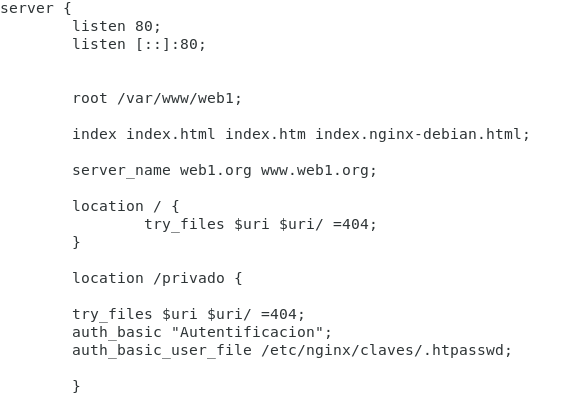 server {
listen 80;
listen [::]:80;
root /var/www/web1;
index index.html index.htm index.nginx-debian.html;
server_name web1.org www.web1.org;
location / {
try_files $uri $uri/ =404;
}
location /privado {
try_files $uri $uri/ =404;
auth_basic "Autentificacion";
auth_basic_user_file /etc/nginx/claves/.htpasswd;
}